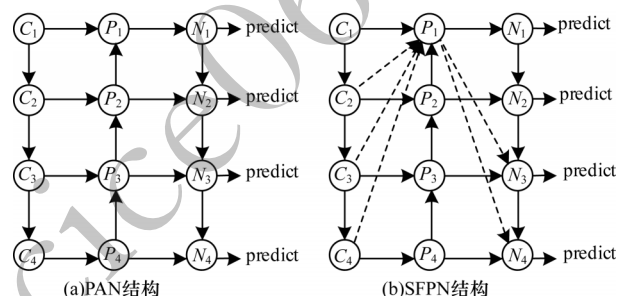 C1 P1 N1 predict C1 P1 N1 predict
C2 P2 N2 predict C2 P2 N2 predict
C3 P3 N3 predict C3 P3 N3 predict
C4 P4 N4 predict C4 P4 N4 predict
(a)PAN结构 (b)SFPN结构